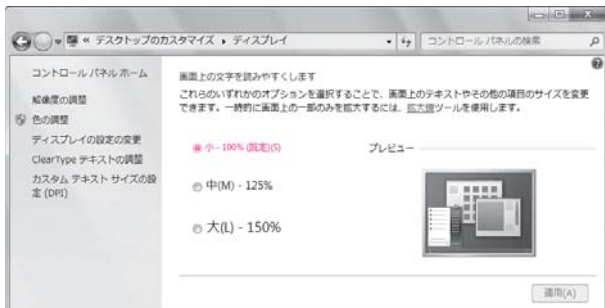 « デスクトップのカスタマイズ ▸ ディスプレイ
コントロール パネルの検索
コントロール パネル ホーム
解像度の調整
色の調整
ディスプレイの設定の変更
ClearType テキストの調整
カスタム テキスト サイズの設
定 (DPI)
画面上の文字を読みやすくします
これらのいずれかのオプションを選択することで、画面上のテキストやその他の項目のサイズを変更
できます。一時的に画面上の一部のみを拡大するには、拡大鏡ツールを使用します。
小 - 100% (既定)(S)
プレビュー
中(M) - 125%
大(L) - 150%
適用(A)